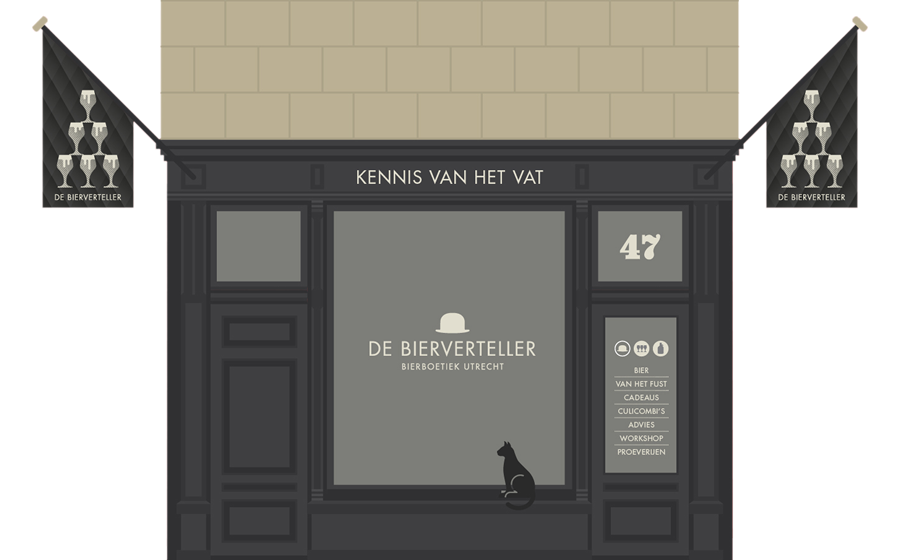 KENNIS VAN HET VAT
DE BIERVERTELLER
DE BIERVERTELLER
47
DE BIERVERTELLER
BIERBOETIEK UTRECHT
BIER
VAN HET FUST
CADEAUS
CULICOMBI'S
ADVIES
WORKSHOP
PROEVERIJEN